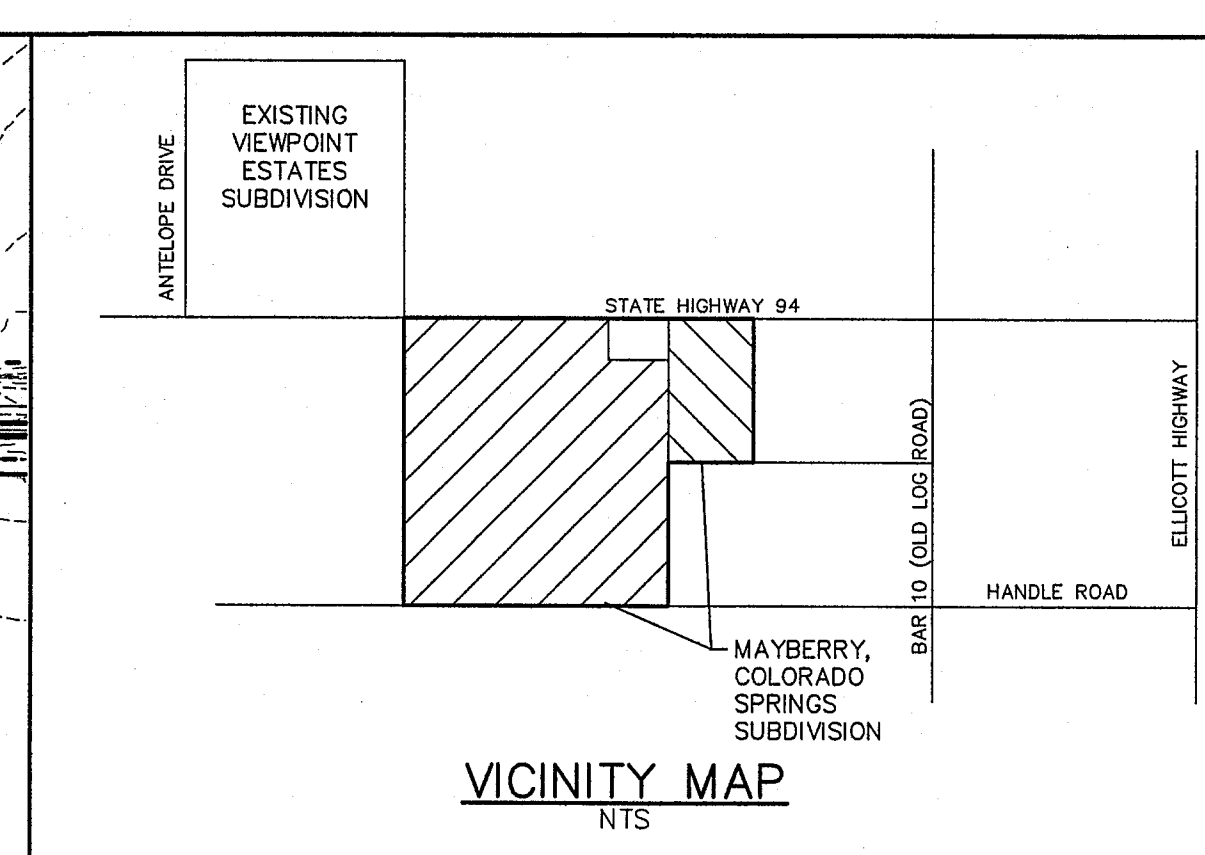 EXISTING
VIEWPOINT
ESTATES
SUBDIVISION
ANTELOPE DRIVE
STATE HIGHWAY 94
BAR 10 (OLD LOG ROAD)
ELLICOTT HIGHWAY
HANDLE ROAD
MAYBERRY,
COLORADO
SPRINGS
SUBDIVISION
VICINITY MAP
NTS